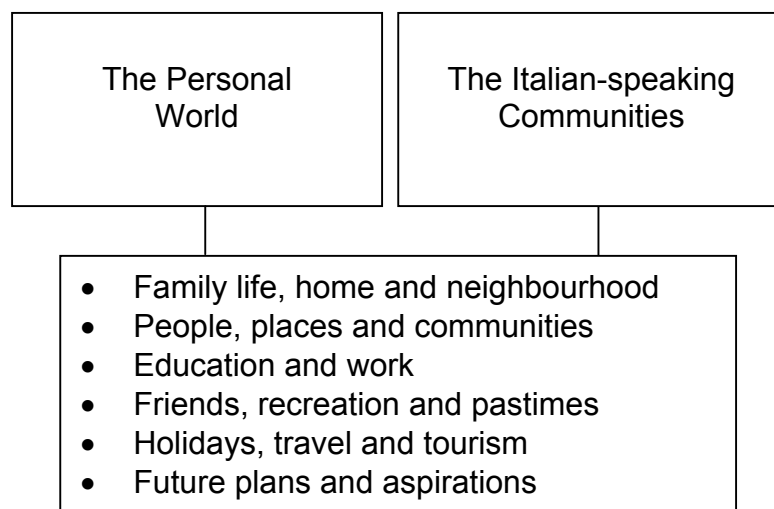 The Personal
World
The Italian-speaking
Communities
• Family life, home and neighbourhood
• People, places and communities
• Education and work
• Friends, recreation and pastimes
• Holidays, travel and tourism
• Future plans and aspirations